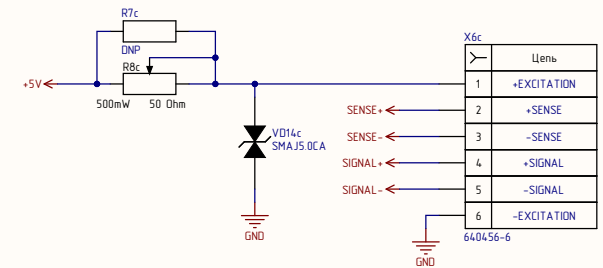 R7c
DNP
R8c
+5V
500mW 50 Ohm
VD14c
SMAJ5.0CA
GND
SENSE+
SENSE-
SIGNAL+
SIGNAL-
X6c
Цепь
1 +EXCITATION
2 +SENSE
3 -SENSE
4 +SIGNAL
5 -SIGNAL
6 -EXCITATION
640456-6
GND